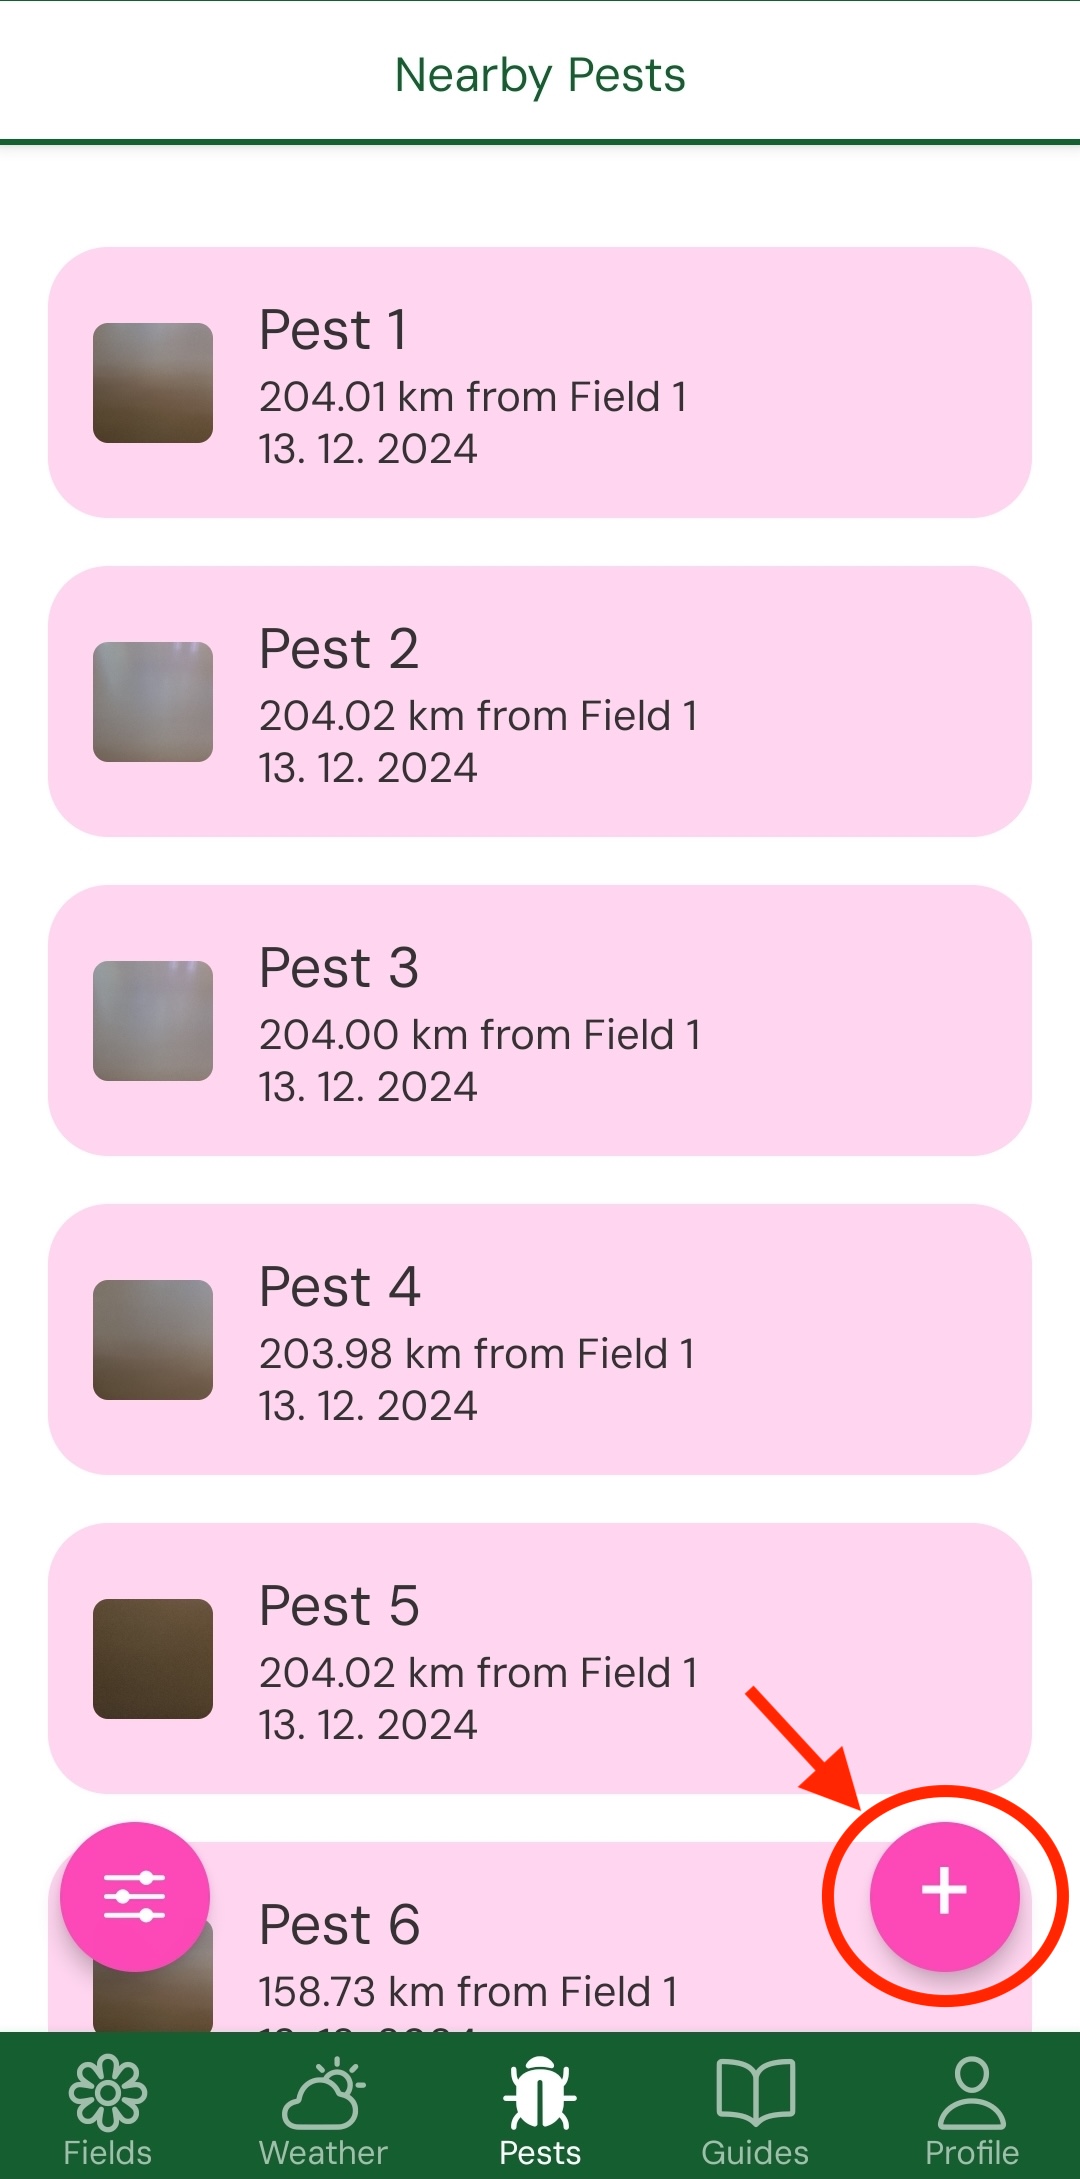 Nearby Pests
Pest 1
204.01 km from Field 1
13. 12. 2024
Pest 2
204.02 km from Field 1
13. 12. 2024
Pest 3
204.00 km from Field 1
13. 12. 2024
Pest 4
203.98 km from Field 1
13. 12. 2024
Pest 5
204.02 km from Field 1
13. 12. 2024
Pest 6
158.73 km from Field 1
Fields Weather Pests Guides Profile